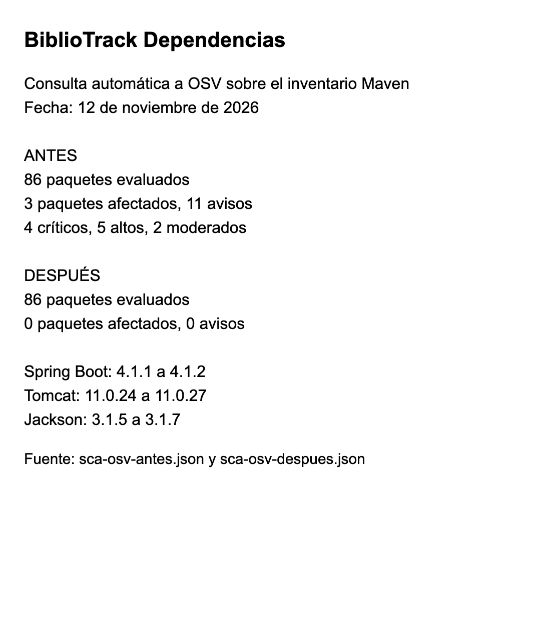 BiblioTrack Dependencias
Consulta automática a OSV sobre el inventario Maven
Fecha: 12 de noviembre de 2026
ANTES
86 paquetes evaluados
3 paquetes afectados, 11 avisos
4 críticos, 5 altos, 2 moderados
DESPUÉS
86 paquetes evaluados
0 paquetes afectados, 0 avisos
Spring Boot: 4.1.1 a 4.1.2
Tomcat: 11.0.24 a 11.0.27
Jackson: 3.1.5 a 3.1.7
Fuente: sca-osv-antes.json y sca-osv-despues.json